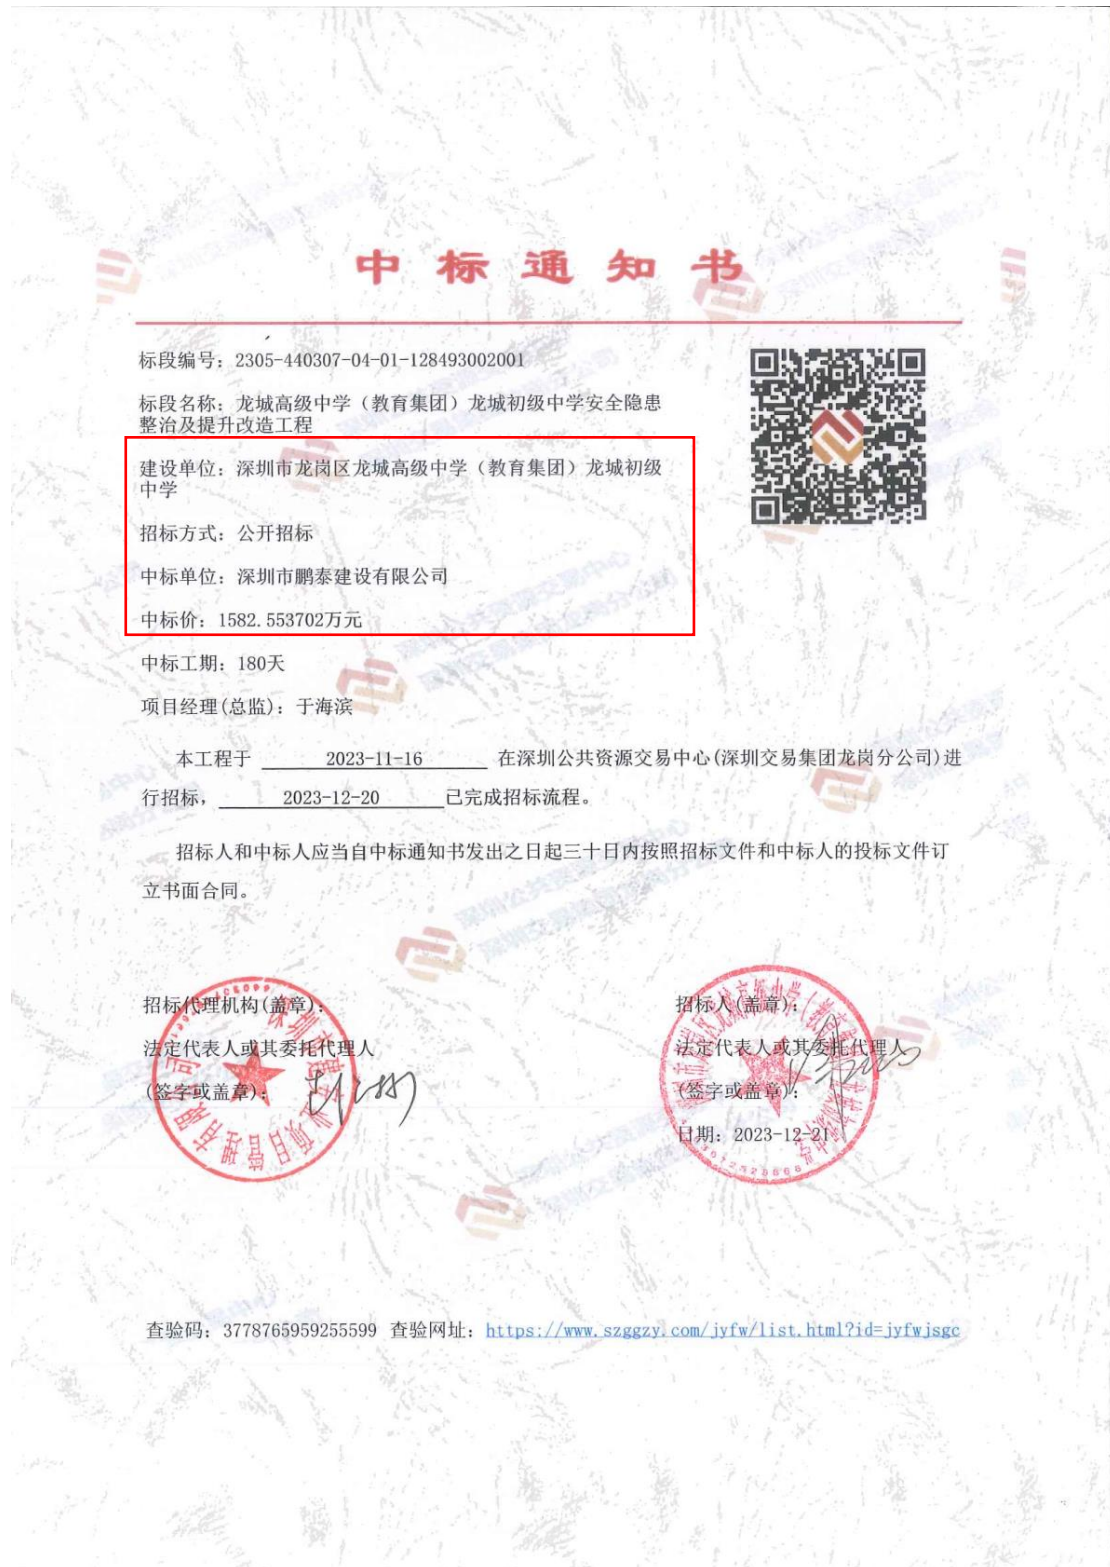 中标通知书
标段编号：2305-440307-04-01-128493002001
标段名称：龙城高级中学（教育集团）龙城初级中学安全隐患
整治及提升改造工程
建设单位：深圳市龙岗区龙城高级中学（教育集团）龙城初级
中学
招标方式：公开招标
中标单位：深圳市鹏泰建设有限公司
中标价：1582.553702万元
中标工期：180天
项目经理(总监)：于海滨
本工程于 2023-11-16 在深圳公共资源交易中心(深圳交易集团龙岗分公司)进
行招标，2023-12-20已完成招标流程。
招标人和中标人应当自中标通知书发出之日起三十日内按照招标文件和中标人的投标文件订
立书面合同。
招标代理机构(盖章)：
法定代表人或其委托代理人
(签字或盖章)：
招标人(盖章)：
法定代表人或其委托代理人
(签字或盖章)：
日期：2023-12-21
查验码：3778765959255599 查验网址：https://www.szggzy.com/jyfw/list.html?id=jyfwjsgc